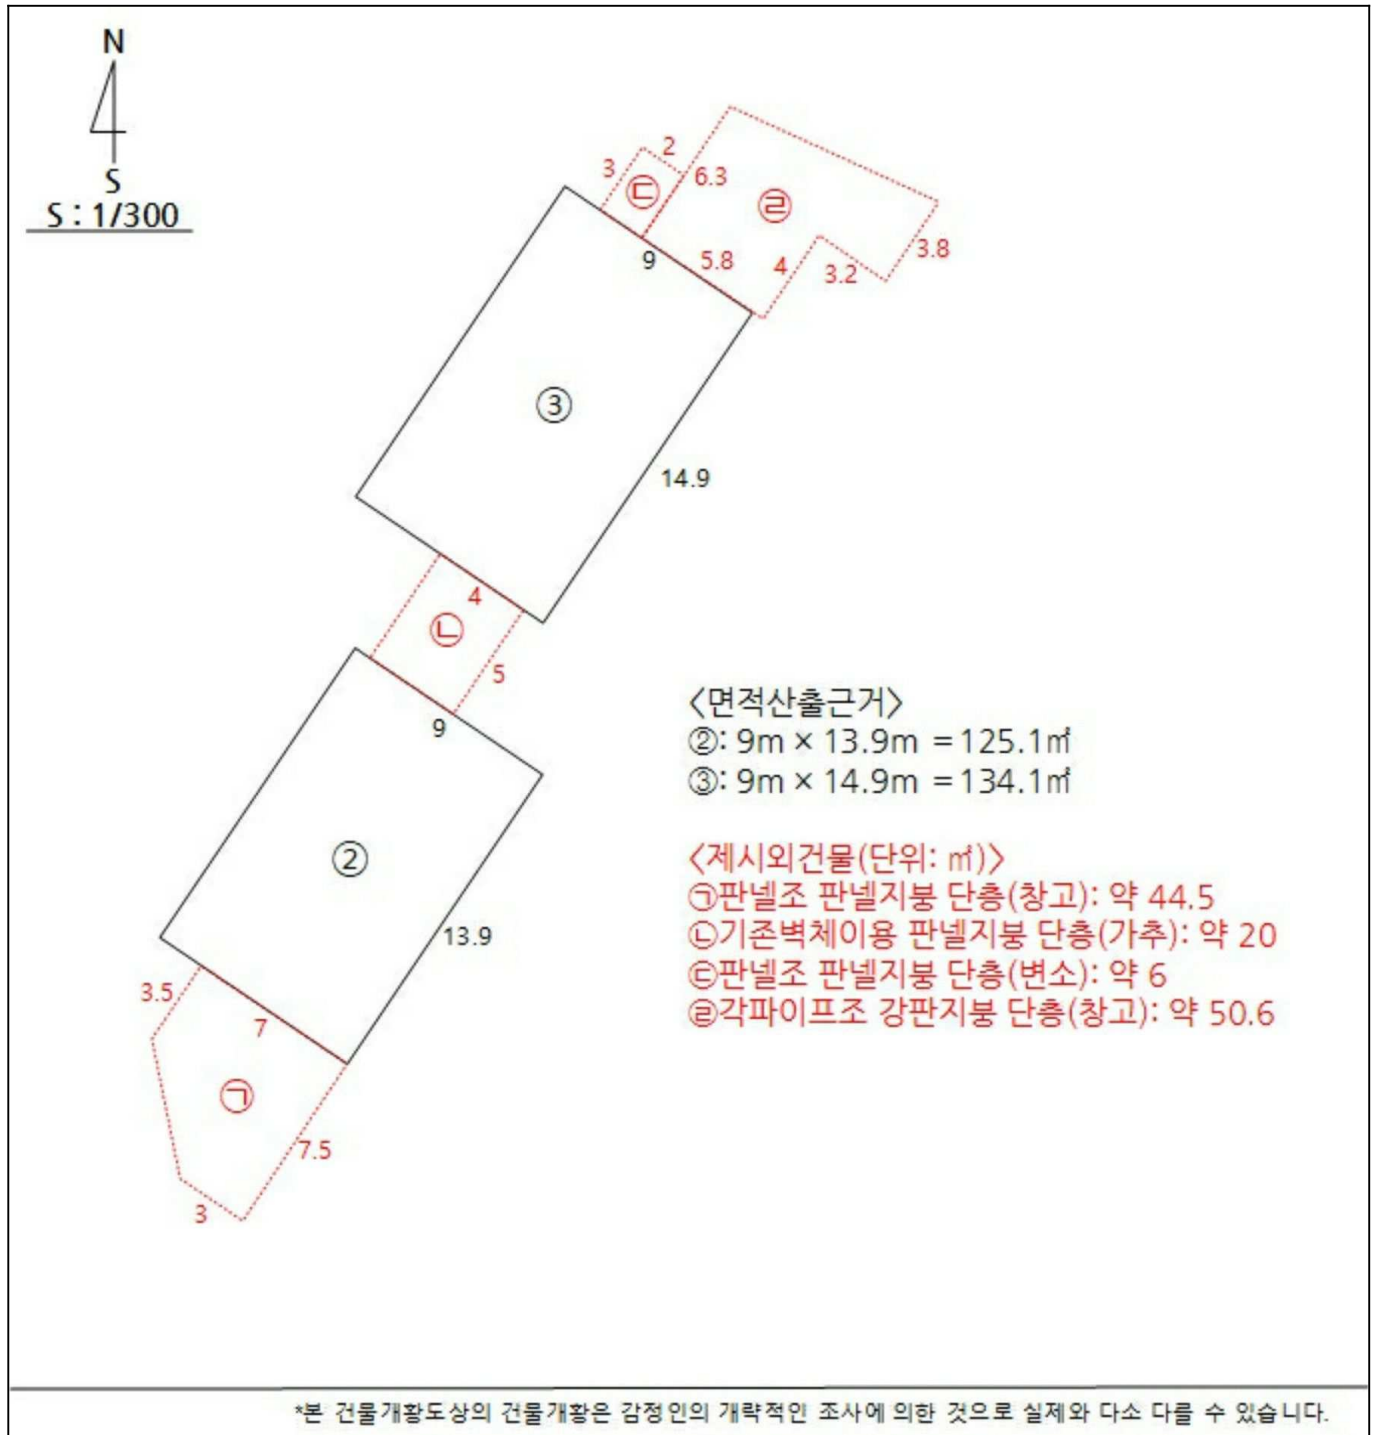 N
S
S : 1/300
2
3
㉢
6.3
㉣
3.8
9
5.8
4
3.2
③
14.9
4
㉡
5
9
②
13.9
3.5
7
㉠
7.5
3
<면적산출근거>
②: 9m × 13.9m = 125.1㎡
③: 9m × 14.9m = 134.1㎡
<제시외건물(단위: ㎡)>
㉠판넬조 판넬지붕 단층(창고): 약 44.5
㉡기존벽체이용 판넬지붕 단층(가추): 약 20
㉢판넬조 판넬지붕 단층(변소): 약 6
㉣각파이프조 강판지붕 단층(창고): 약 50.6
*본 건물개황도상의 건물개황은 감정인의 개략적인 조사에 의한 것으로 실제와 다소 다를 수 있습니다.